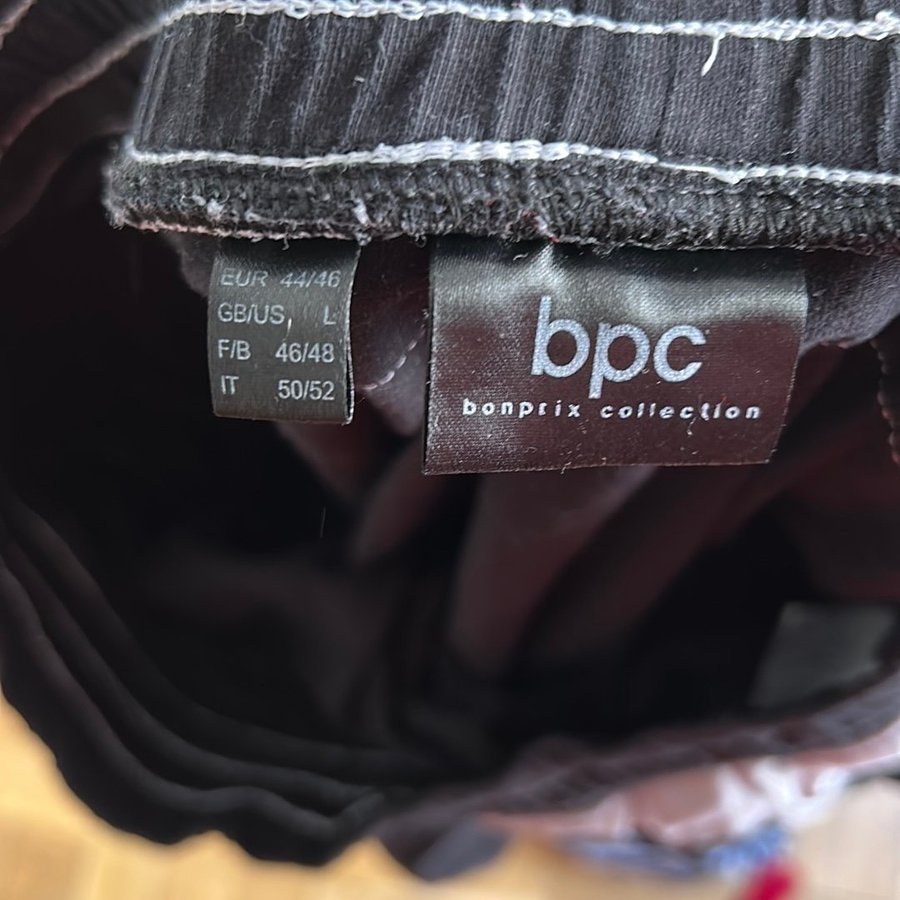 EUR 44/46
GB/US, L
F/B 46/48
IT 50/52
bpc
bonprix collection